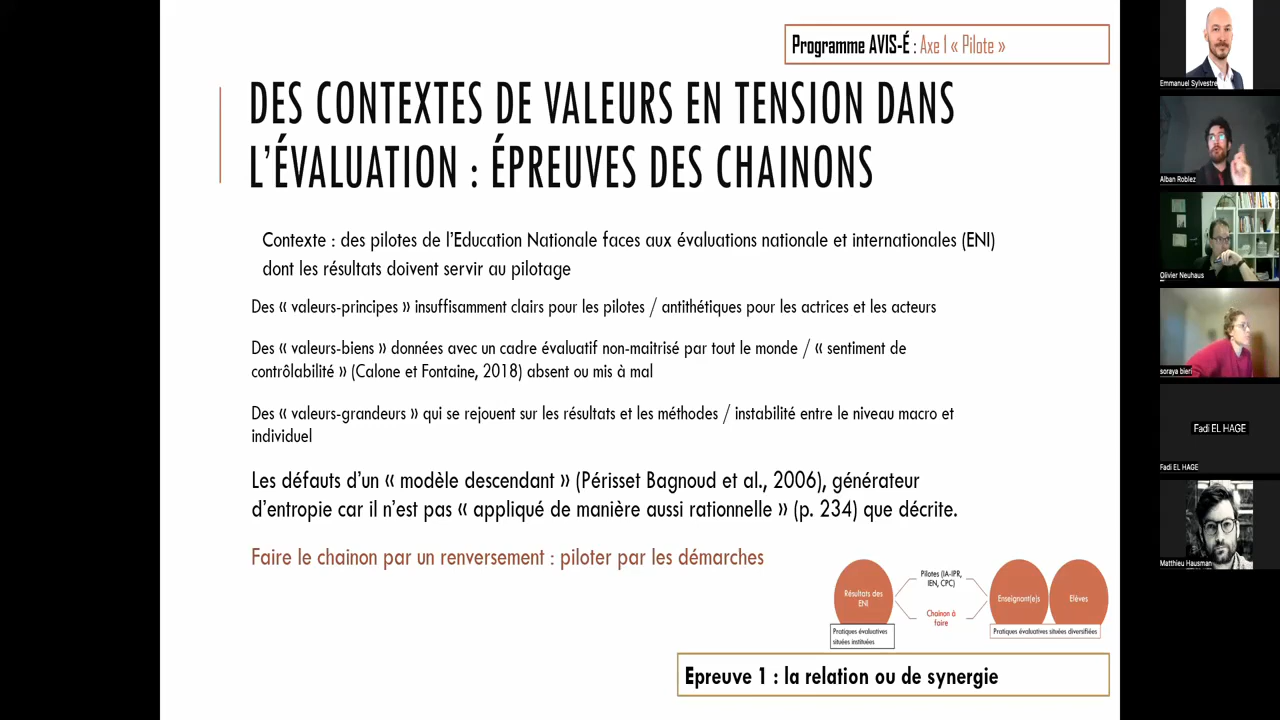 Programme AVIS-É : Axe 1 « Pilote »
DES CONTEXTES DE VALEURS EN TENSION DANS
L'ÉVALUATION : ÉPREUVES DES CHAINONS
Contexte : des pilotes de l'Education Nationale faces aux évaluations nationale et internationales (ENI)
dont les résultats doivent servir au pilotage
Des « valeurs-principes » insuffisamment clairs pour les pilotes / antithétiques pour les actrices et les acteurs
Des « valeurs-biens » données avec un cadre évaluatif non-maitrisé par tout le monde / « sentiment de
contrôlabilité » (Calone et Fontaine, 2018) absent ou mis à mal
Des « valeurs-grandeurs » qui se rejouent sur les résultats et les méthodes / instabilité entre le niveau macro et
individuel
Les défauts d'un « modèle descendant » (Périsset Bagnoud et al., 2006), générateur
d'entropie car il n'est pas « appliqué de manière aussi rationnelle » (p. 234) que décrite.
Faire le chainon par un renversement : piloter par les démarches
Résultats des
ENI
Pratiques évaluatives
situées instituées
Pilotes (IA-IPR,
IEN, CPC)
Chainon à
faire
Enseignant(e)s
Elèves
Pratiques évaluatives situées diversifiées
Epreuve 1 : la relation ou de synergie
Emmanuel Sylvestre
Alban Roblez
Olivier Neuhaus
soraya bieri
Fadi EL HAGE
Fadi EL HAGE
Matthieu Hausman